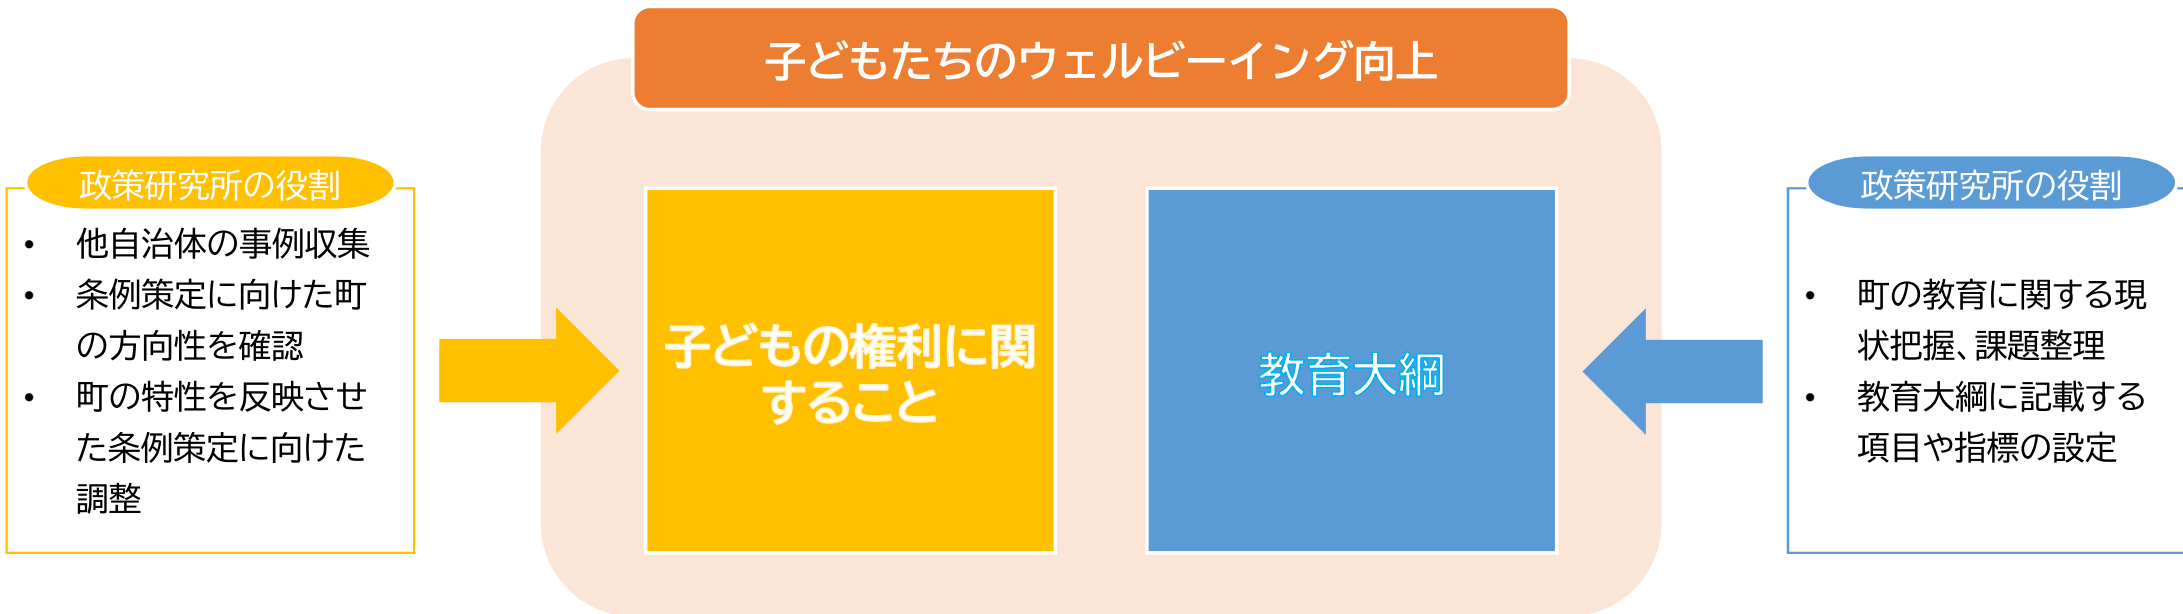 子どもたちのウェルビーイング向上
政策研究所の役割
• 他自治体の事例収集
• 条例策定に向けた町
の方向性を確認
• 町の特性を反映させ
た条例策定に向けた
調整
子どもの権利に関
すること
教育大綱
政策研究所の役割
• 町の教育に関する現
状把握、課題整理
• 教育大綱に記載する
項目や指標の設定